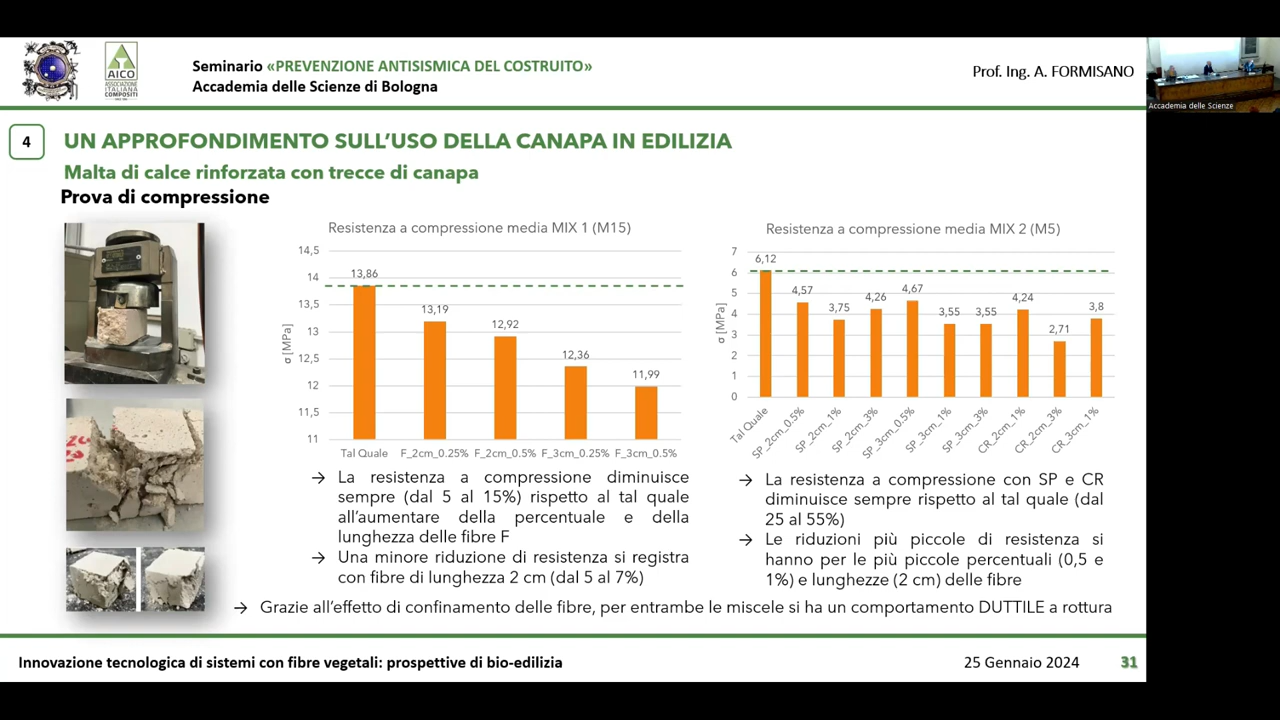 AICO
ASSOCIAZIONE
ITALIANA
COMPOSITI
Seminario «PREVENZIONE ANTISISMICA DEL COSTRUITO»
Accademia delle Scienze di Bologna
Prof. Ing. A. FORMISANO
Accademia delle Scienze
4
UN APPROFONDIMENTO SULL'USO DELLA CANAPA IN EDILIZIA
Malta di calce rinforzata con trecce di canapa
Prova di compressione
Resistenza a compressione media MIX 1 (M15)
σ [MPa]
14,5
14
13,5
13
12,5
12
11,5
11
13,86
13,19
12,92
12,36
11,99
Tal Quale F_2cm_0.25% F_2cm_0.5% F_3cm_0.25% F_3cm_0.5%
Resistenza a compressione media MIX 2 (M5)
σ [MPa]
7
6
5
4
3
2
1
0
6,12
4,57
3,75
4,26
4,67
3,55
3,55
4,24
2,71
3,8
Tal Quale
SP_2cm_0.5%
SP_2cm_1%
SP_2cm_3%
SP_3cm_0.5%
SP_3cm_1%
SP_3cm_3%
CR_2cm_1%
CR_2cm_3%
CR_3cm_1%
→ La resistenza a compressione diminuisce
sempre (dal 5 al 15%) rispetto al tal quale
all'aumentare della percentuale e della
lunghezza delle fibre F
→ Una minore riduzione di resistenza si registra
con fibre di lunghezza 2 cm (dal 5 al 7%)
→ La resistenza a compressione con SP e CR
diminuisce sempre rispetto al tal quale (dal
25 al 55%)
→ Le riduzioni più piccole di resistenza si
hanno per le più piccole percentuali (0,5 e
1%) e lunghezze (2 cm) delle fibre
→ Grazie all'effetto di confinamento delle fibre, per entrambe le miscele si ha un comportamento DUTTILE a rottura
Innovazione tecnologica di sistemi con fibre vegetali: prospettive di bio-edilizia
25 Gennaio 2024
31